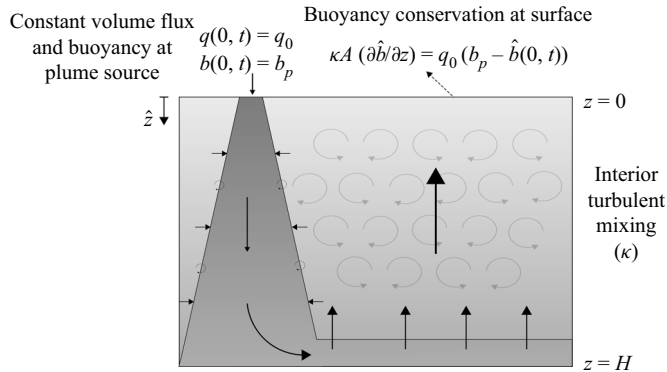 Constant volume flux
and buoyancy at
plume source
q(0, t) = q₀
b(0, t) = bₚ
Buoyancy conservation at surface
κA (∂b̂/∂z) = q₀ (bₚ – b̂(0, t))
ẑ
z = 0
Interior
turbulent
mixing
(κ)
z = H